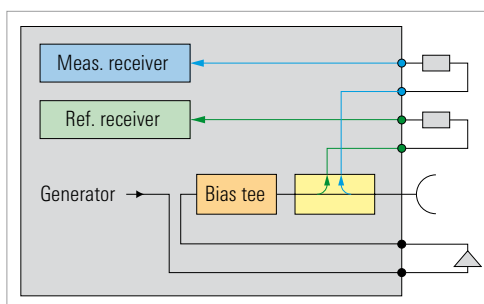 Meas. receiver
Ref. receiver
Generator
Bias tee